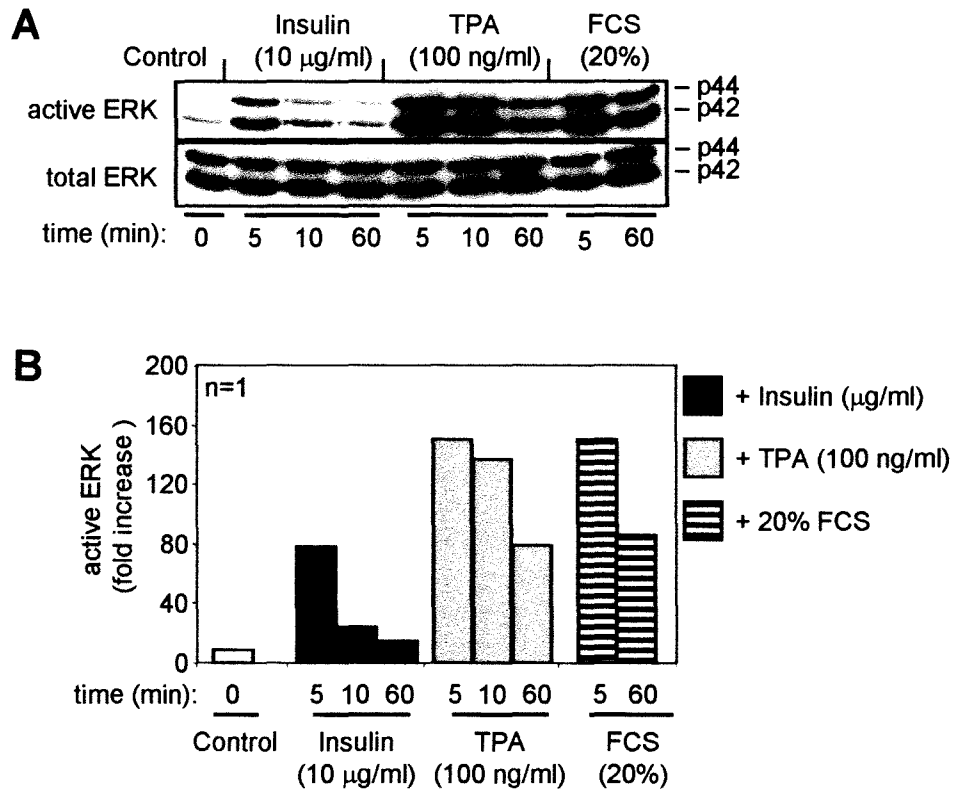 A
Insulin TPA FCS
Control (10 µg/ml) (100 ng/ml) (20%)
active ERK
p44
p42
total ERK
p44
p42
time (min): 0 5 10 60 5 10 60 5 60
B
200
160
120
80
40
0
active ERK
(fold increase )
n=1
+ Insulin (µg/ml)
+ TPA (100 ng/ml)
+ 20% FCS
time (min): 0 5 10 60 5 10 60 5 60
Control Insulin TPA FCS
(10 µg/ml) (100 ng/ml) (20%)